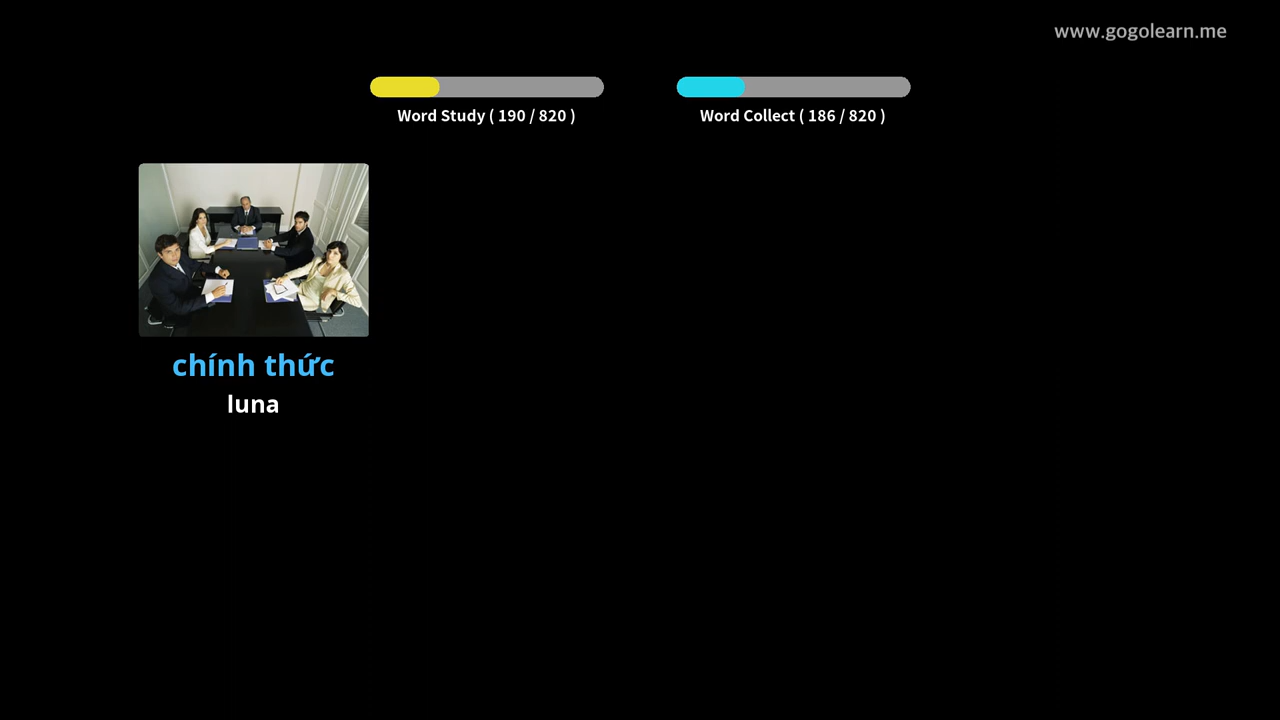 www.gogolearn.me
Word Study ( 190 / 820 )
Word Collect ( 186 / 820 )
chính thức
luna